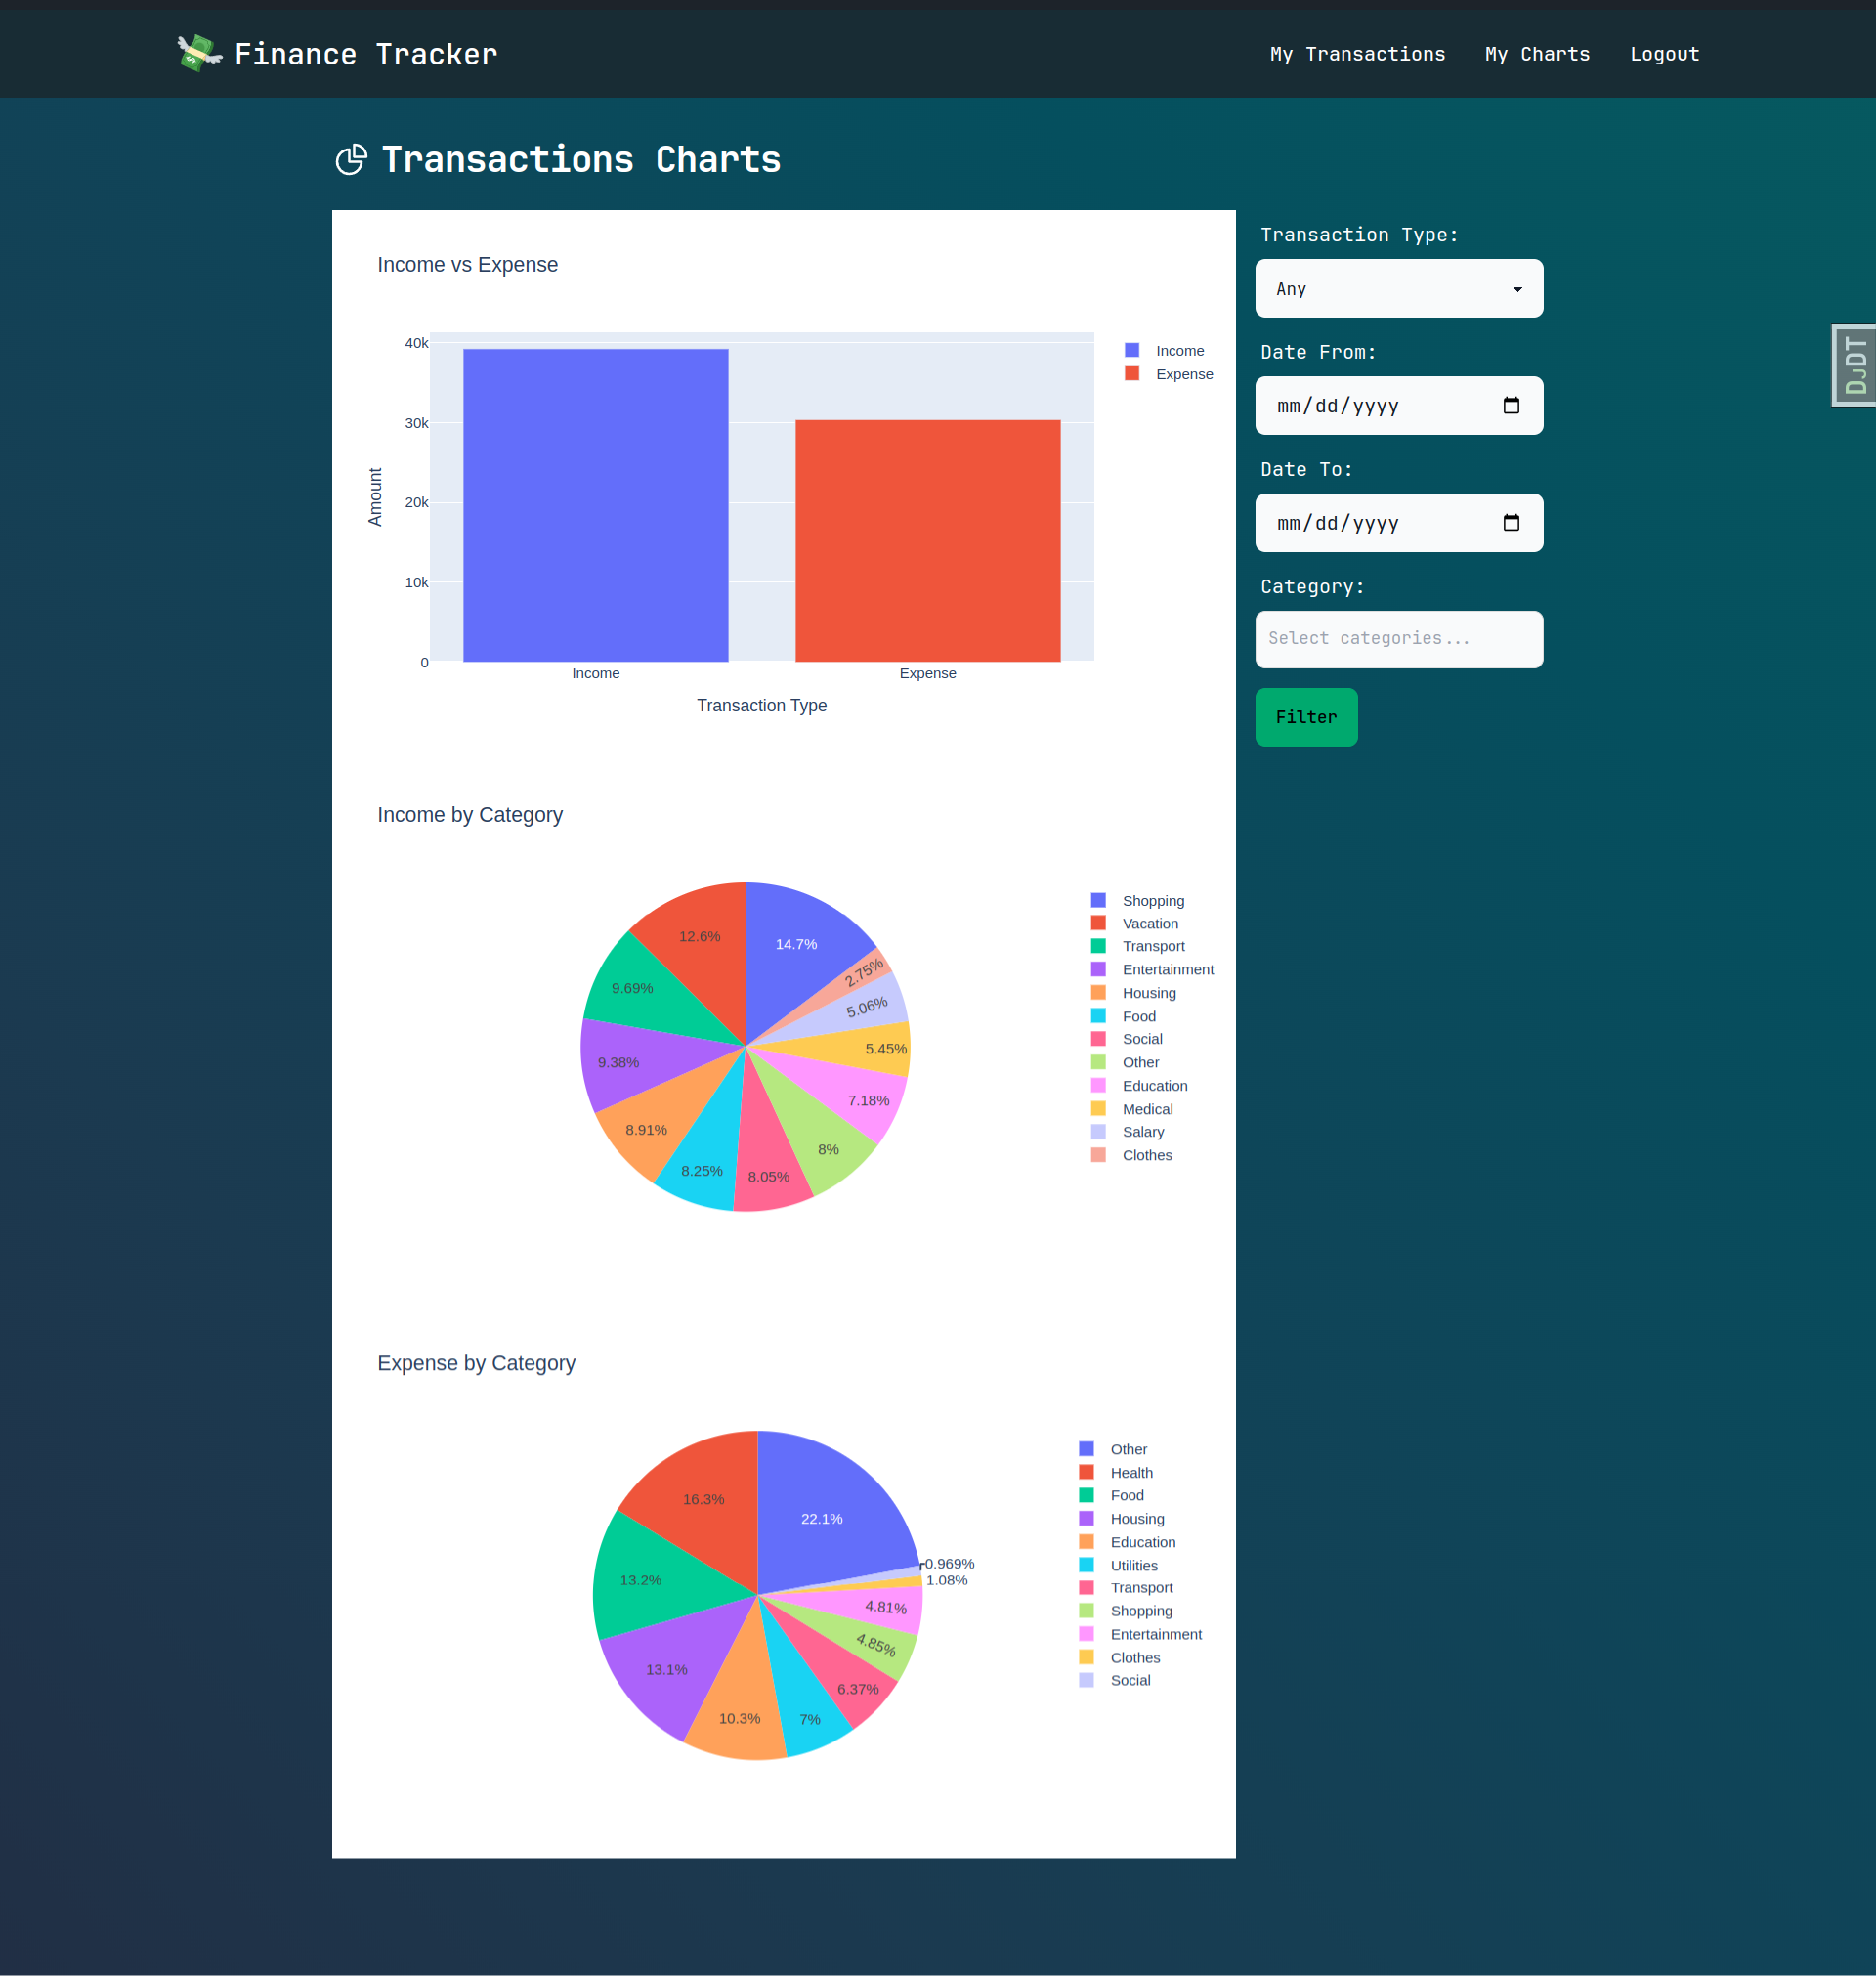 Finance Tracker
My Transactions My Charts Logout
Transactions Charts
Income vs Expense
40k
30k
20k
10k
0
Amount
Income
Expense
Transaction Type
Income
Expense
Income by Category
14.7%
2.75%
5.06%
5.45%
7.18%
8%
8.05%
8.25%
8.91%
9.38%
9.69%
12.6%
Shopping
Vacation
Transport
Entertainment
Housing
Food
Social
Other
Education
Medical
Salary
Clothes
Expense by Category
22.1%
0.969%
1.08%
4.81%
4.85%
6.37%
7%
10.3%
13.1%
13.2%
16.3%
Other
Health
Food
Housing
Education
Utilities
Transport
Shopping
Entertainment
Clothes
Social
Transaction Type:
Any
Date From:
mm/dd/yyyy
Date To:
mm/dd/yyyy
Category:
Select categories...
Filter
DJDT